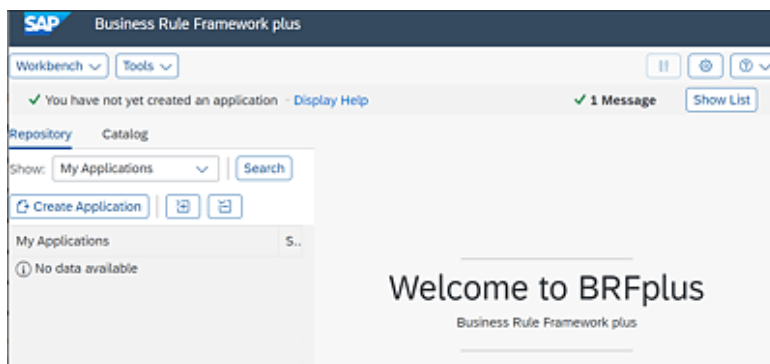 SAP Business Rule Framework plus
Workbench Tools
You have not yet created an application - Display Help 1 Message Show List
Repository Catalog
Show: My Applications Search
Create Application
My Applications S..
No data available
Welcome to BRFplus
Business Rule Framework plus